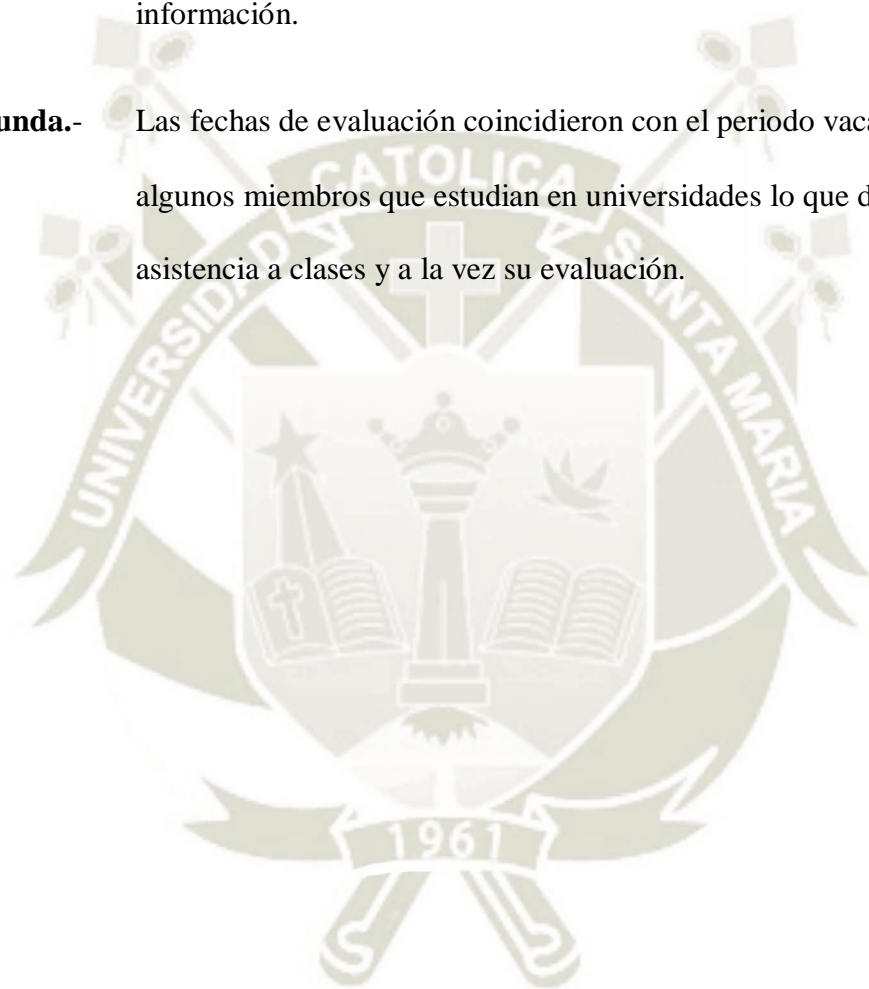 información.
unda.- Las fechas de evaluación coincidieron con el periodo vaca
algunos miembros que estudian en universidades lo que d
asistencia a clases y a la vez su evaluación.
UNIVERSIDAD CATOLICA SANTA MARIA
1961